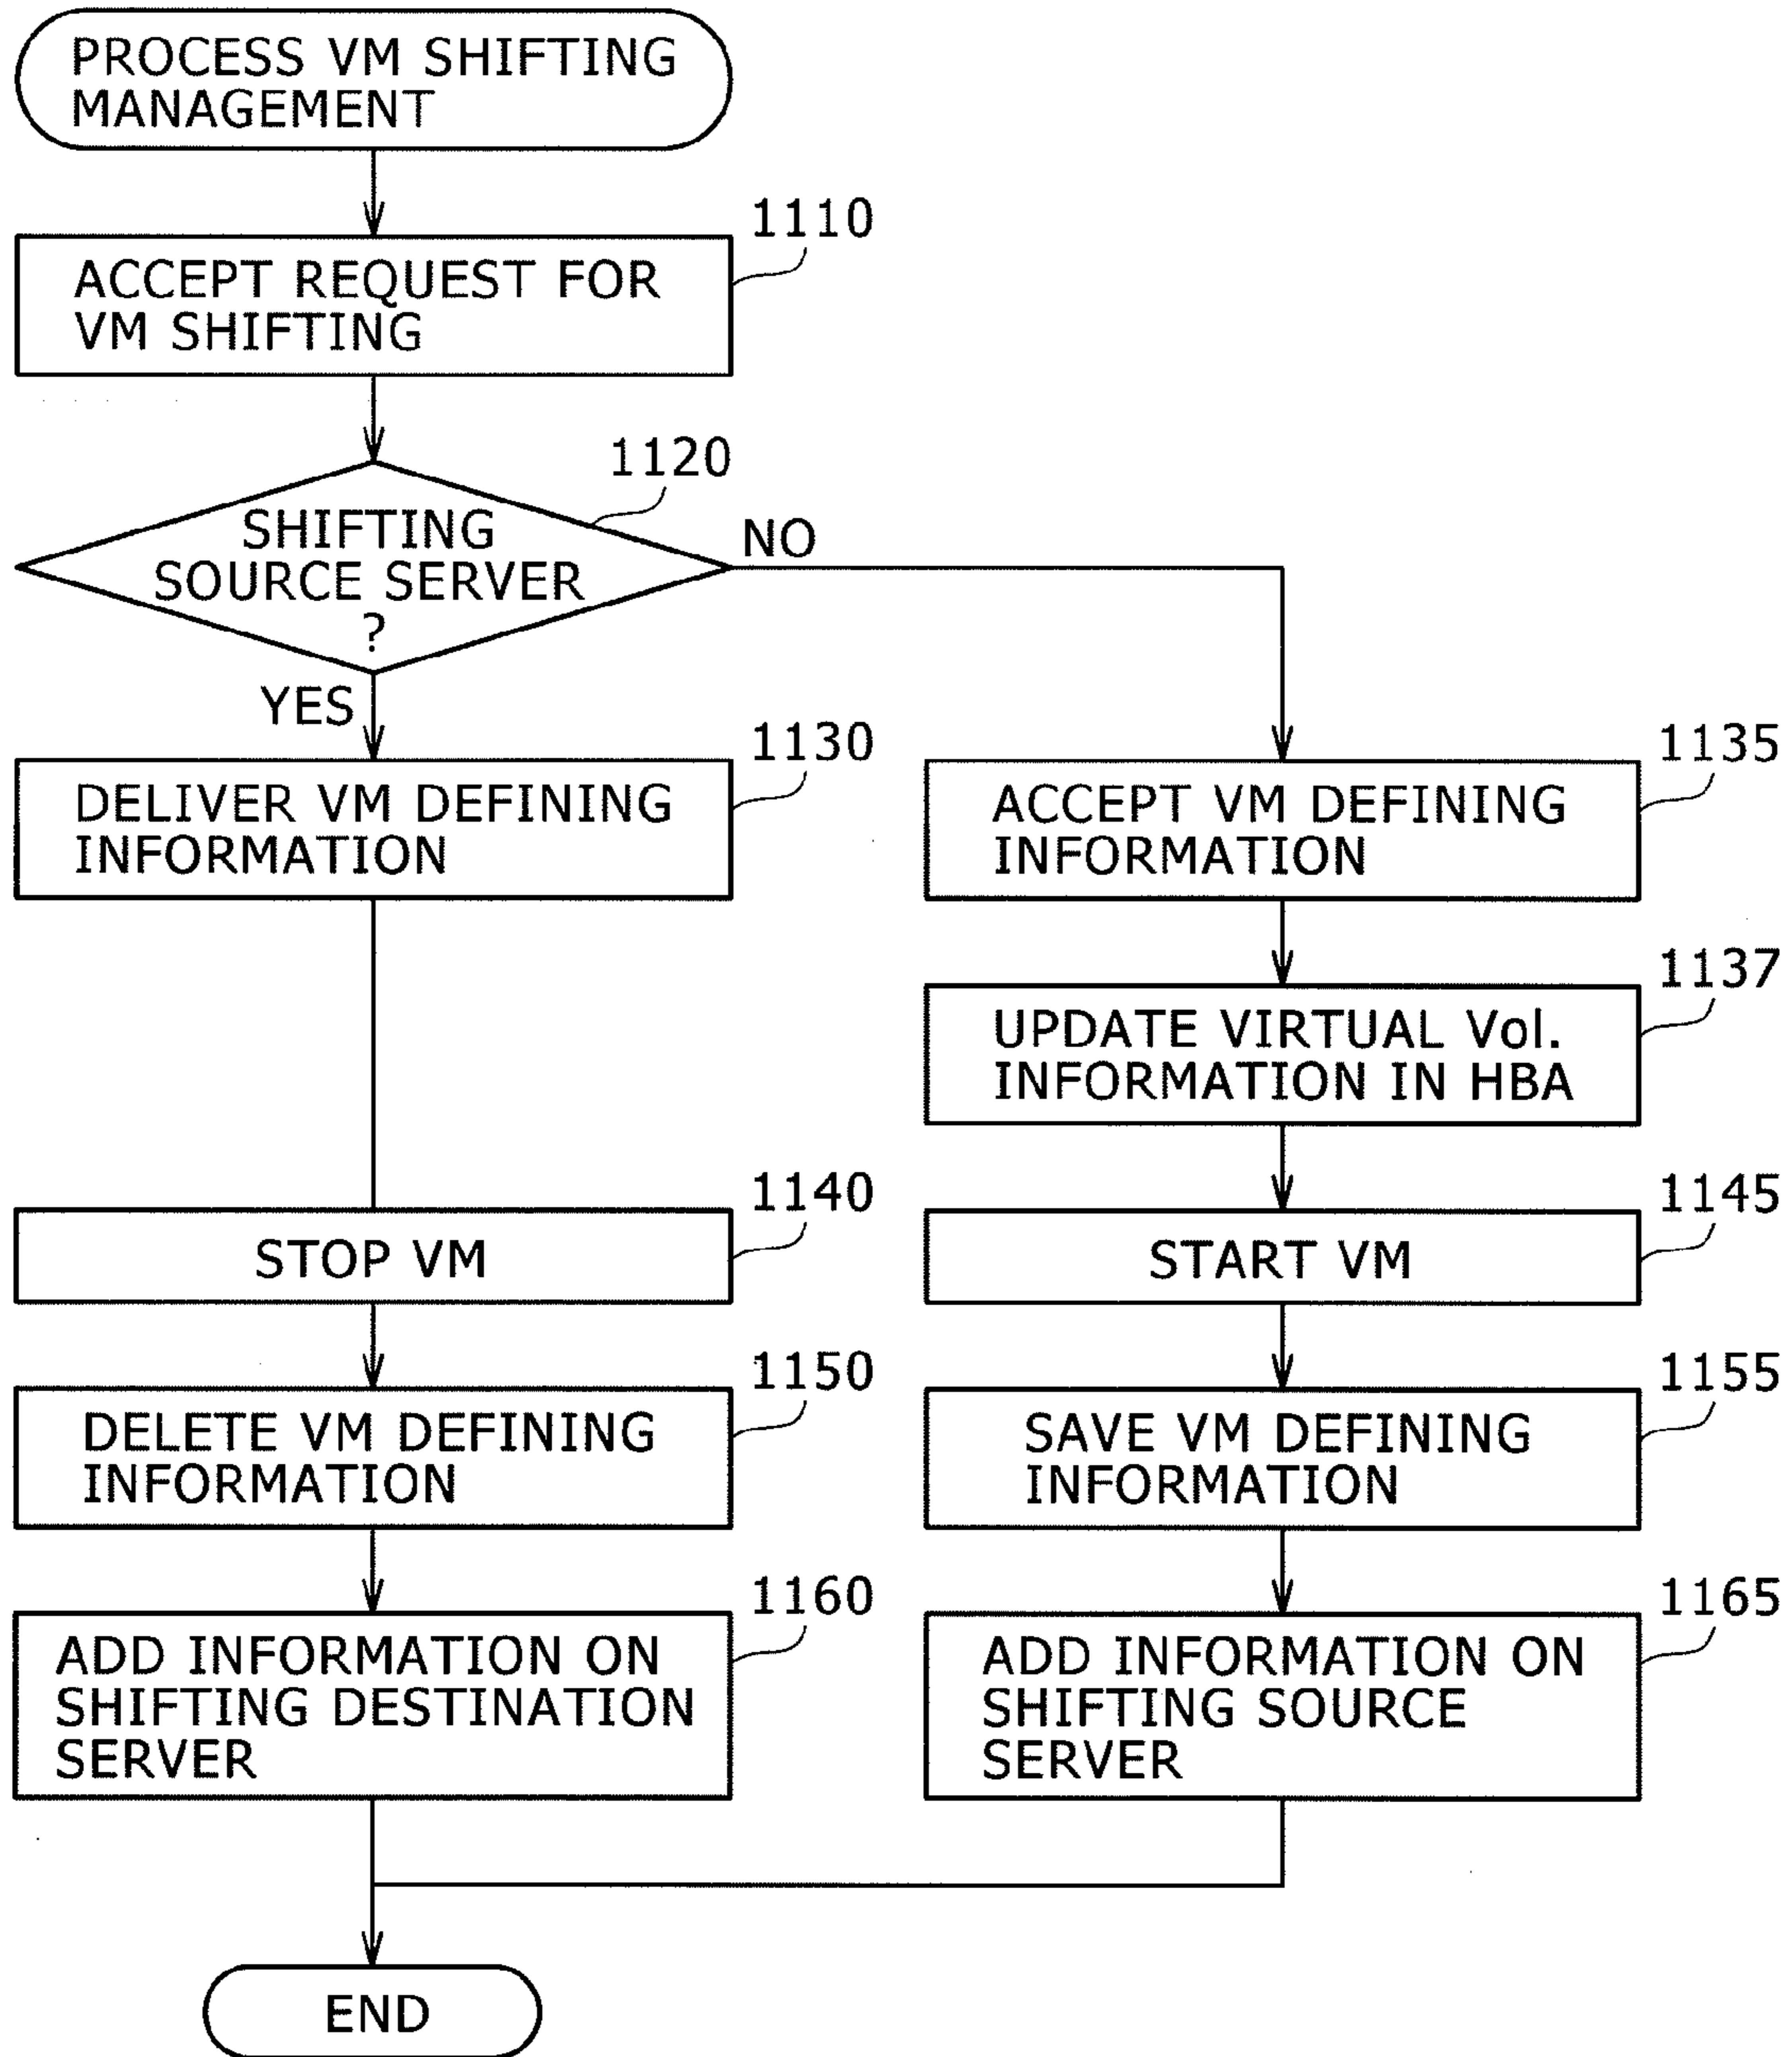 PROCESS VM SHIFTING
MANAGEMENT
1110
ACCEPT REQUEST FOR
VM SHIFTING
1120
SHIFTING
SOURCE SERVER
?
NO
YES
1130
DELIVER VM DEFINING
INFORMATION
1135
ACCEPT VM DEFINING
INFORMATION
1137
UPDATE VIRTUAL Vol.
INFORMATION IN HBA
1140
STOP VM
1145
START VM
1150
DELETE VM DEFINING
INFORMATION
1155
SAVE VM DEFINING
INFORMATION
1160
ADD INFORMATION ON
SHIFTING DESTINATION
SERVER
1165
ADD INFORMATION ON
SHIFTING SOURCE
SERVER
END